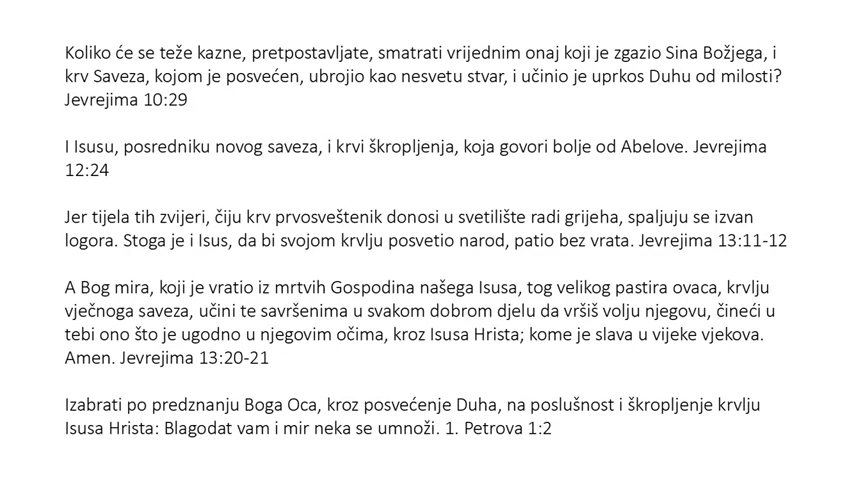 Koliko će se teže kazne, pretpostavljate, smatrati vrijednim onaj koji je zgazio Sina Božjega, i
krv Saveza, kojom je posvećen, ubrojio kao nesvetu stvar, i učinio je uprkos Duhu od milosti?
Jevrejima 10:29
I Isusu, posredniku novog saveza, i krvi škropljenja, koja govori bolje od Abelove. Jevrejima
12:24
Jer tijela tih zvijeri, čiju krv prvosveštenik donosi u svetilište radi grijeha, spaljuju se izvan
logora. Stoga je i Isus, da bi svojom krvlju posvetio narod, patio bez vrata. Jevrejima 13:11-12
A Bog mira, koji je vratio iz mrtvih Gospodina našega Isusa, tog velikog pastira ovaca, krvlju
vječnoga saveza, učini te savršenima u svakom dobrom djelu da vršiš volju njegovu, čineći u
tebi ono što je ugodno u njegovim očima, kroz Isusa Hrista; kome je slava u vijeke vjekova.
Amen. Jevrejima 13:20-21
Izabrati po predznanju Boga Oca, kroz posvećenje Duha, na poslušnost i škropljenje krvlju
Isusa Hrista: Blagodat vam i mir neka se umnoži. 1. Petrova 1:2